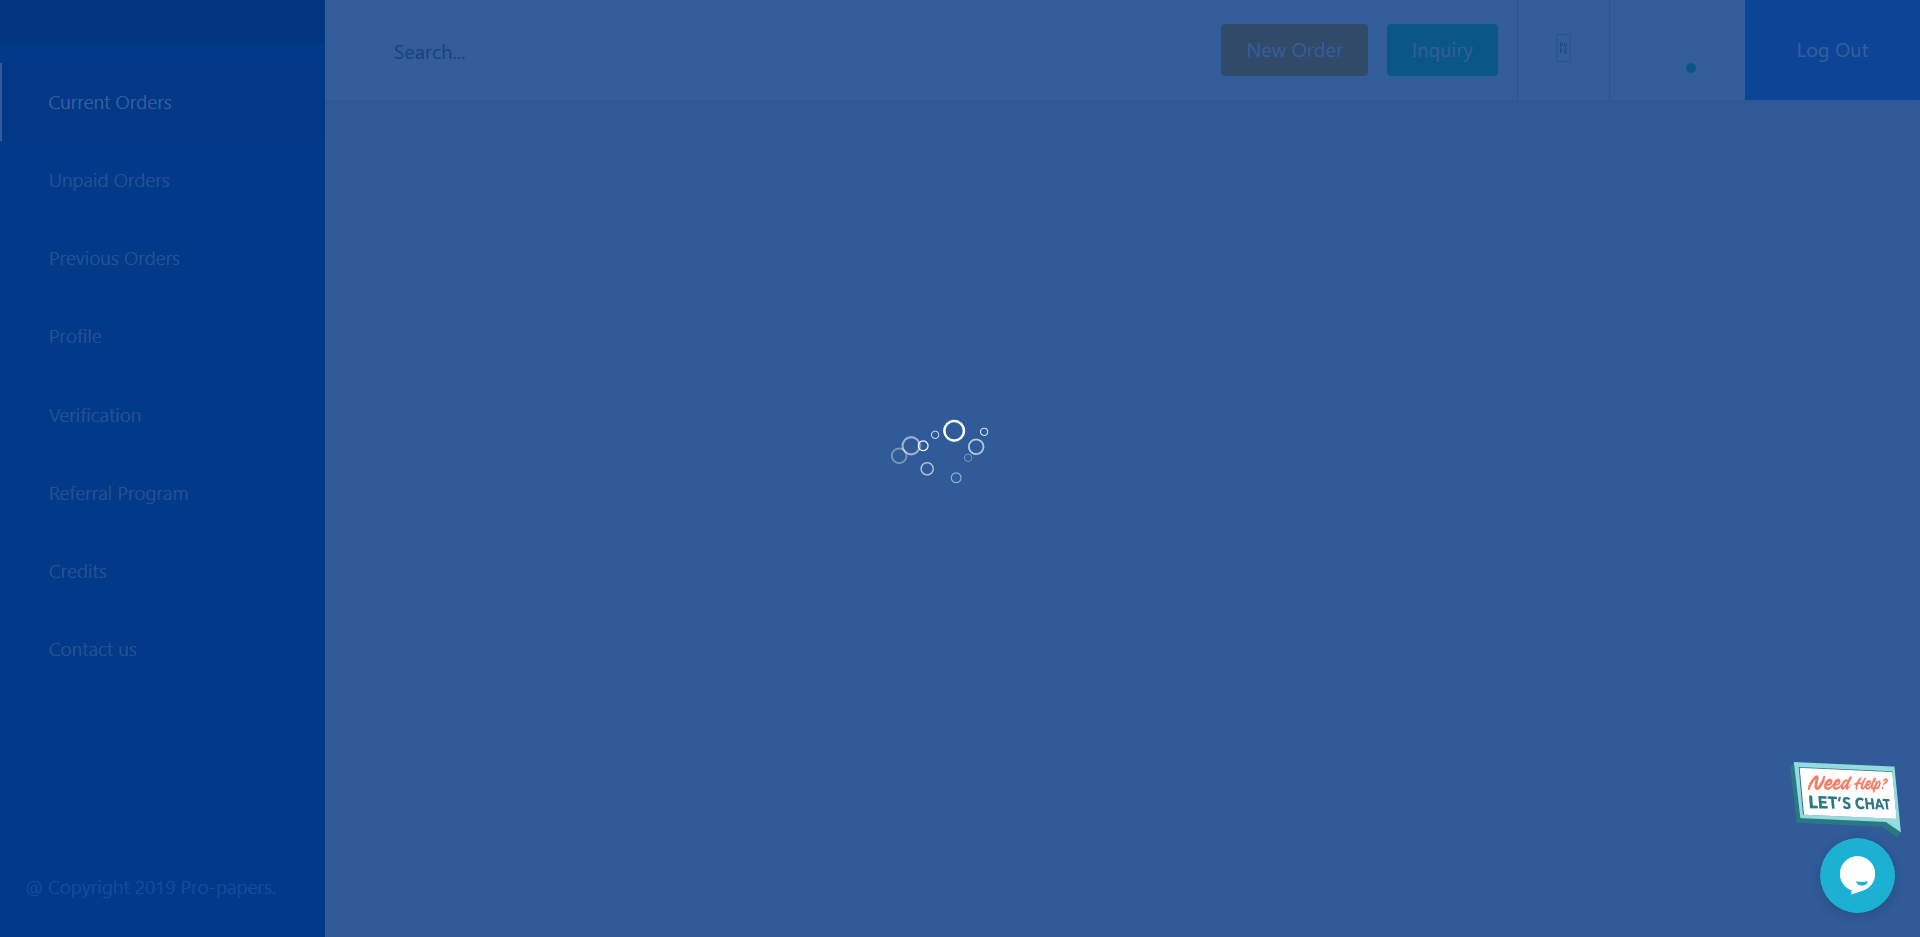 Search...
New Order
Inquiry
Log Out
Current Orders
Unpaid Orders
Previous Orders
Profile
Verification
Referral Program
Credits
Contact us
Need Help?
LET'S CHAT
@ Copyright 2019 Pro-papers.